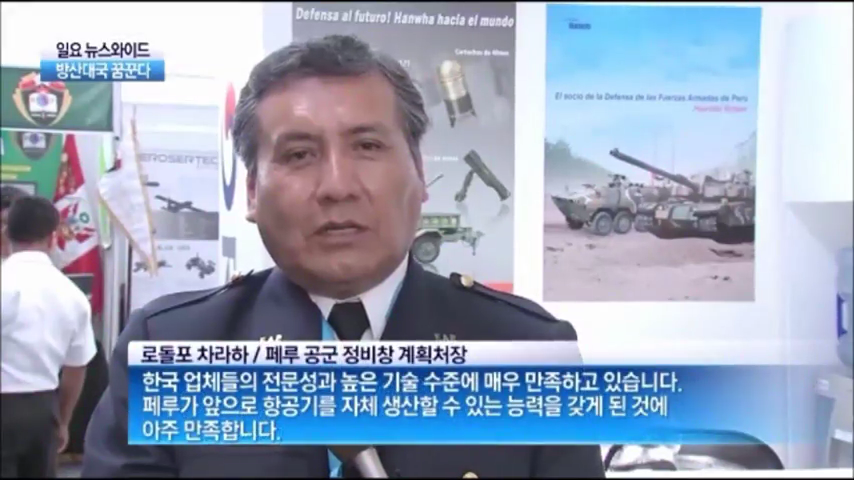 일요 뉴스와이드
방산대국 꿈꾼다
Defensa al futuro! Hanwha hacia el mundo
Cartuchos de 40mm
El socio de la Defensa de las Fuerzas Armadas de Perú
로돌포 차라하 / 페루 공군 정비창 계획처장
한국 업체들의 전문성과 높은 기술 수준에 매우 만족하고 있습니다.
페루가 앞으로 항공기를 자체 생산할 수 있는 능력을 갖게 된 것에
아주 만족합니다.